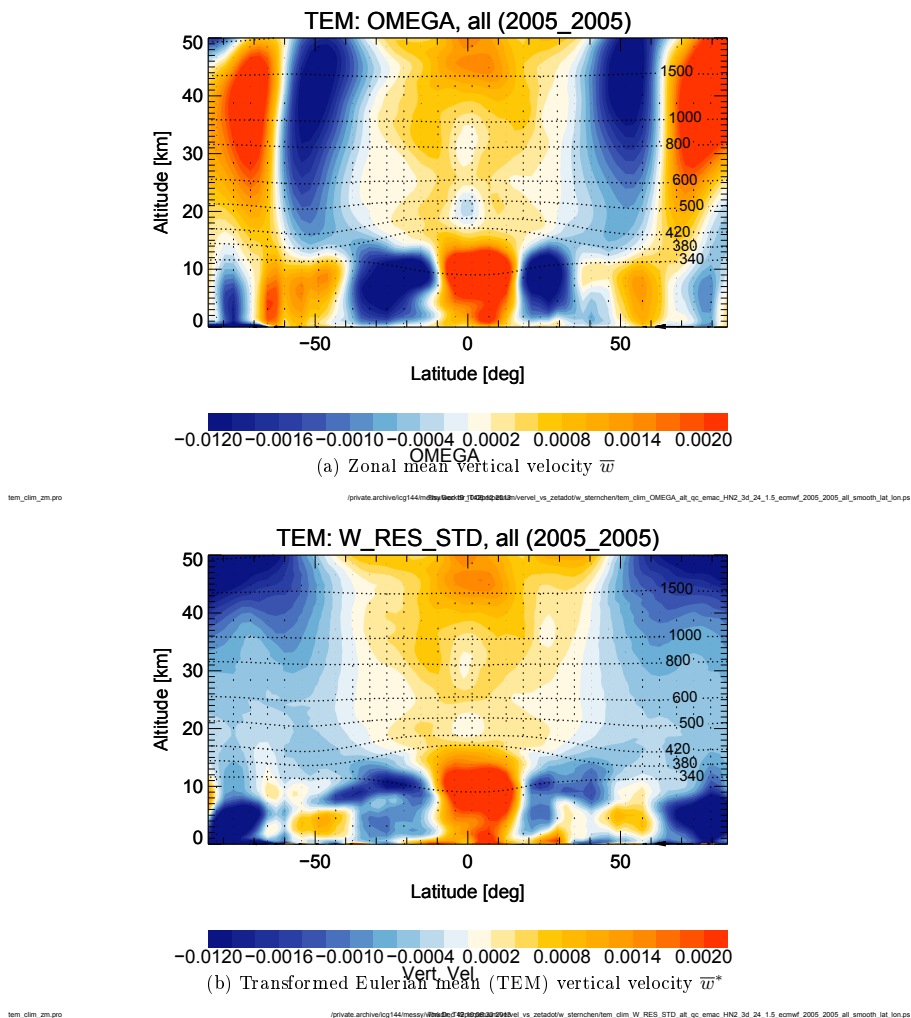 TEM: OMEGA, all (2005_2005)
50
40
30
20
10
0
Altitude [km]
1500
1000
800
600
500
420
380
340
−50 0 50
Latitude [deg]
−0.0120 −0.0016 −0.0010 −0.0004 0.0002 0.0008 0.0014 0.0020
OMEGA
(a) Zonal mean vertical velocity w̅
tem_clim_zm.pro
TEM: W_RES_STD, all (2005_2005)
50
40
30
20
10
0
Altitude [km]
1500
1000
800
600
500
420
380
340
−50 0 50
Latitude [deg]
−0.0120 −0.0016 −0.0010 −0.0004 0.0002 0.0008 0.0014 0.0020
Vert. Vel.
(b) Transformed Eulerian mean (TEM) vertical velocity w̅*
tem_clim_zm.pro